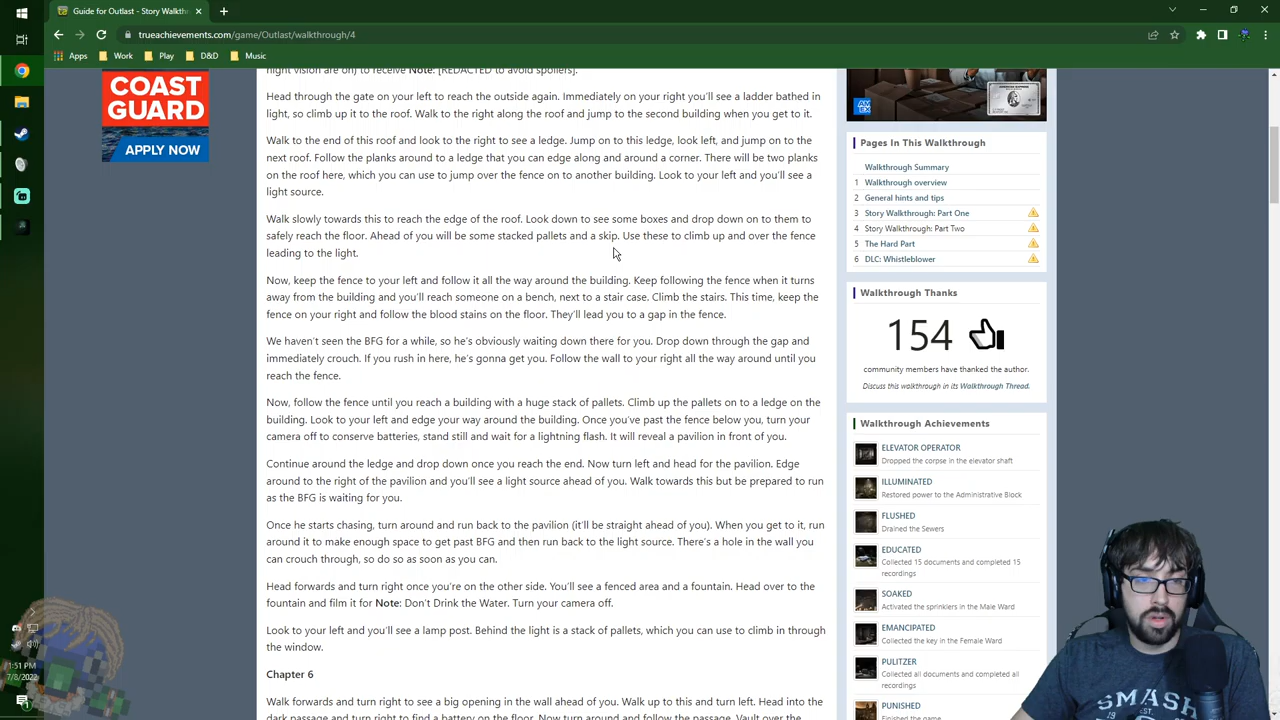 Guide for Outlast - Story Walkthr
trueachievements.com/game/Outlast/walkthrough/4
Apps Work Play D&D Music
COAST
GUARD
APPLY NOW
night vision are on) to receive Note: [REDACTED to avoid spoilers].
Head through the gate on your left to reach the outside again. Immediately on your right you'll see a ladder bathed in
light so climb up it to the roof. Walk to the right along the roof and jump to the second building when you get to it.
Walk to the end of this roof and look to the right to see a ledge. Jump on to this ledge, look left, and jump on to the
next roof. Follow the planks around to a ledge that you can edge along and around a corner. There will be two planks
on the roof here, which you can use to jump over the fence on to another building. Look to your left and you'll see a
light source.
Walk slowly towards this to reach the edge of the roof. Look down to see some boxes and drop down on to them to
safely reach the floor. Ahead of you will be some stacked pallets and a skip. Use these to climb up and over the fence
leading to the light.
Now, keep the fence to your left and follow it all the way around the building. Keep following the fence when it turns
away from the building and you'll reach someone on a bench, next to a stair case. Climb the stairs. This time, keep the
fence on your right and follow the blood stains on the floor. They'll lead you to a gap in the fence.
We haven't seen the BFG for a while, so he's obviously waiting down there for you. Drop down through the gap and
immediately crouch. If you rush in here, he's gonna get you. Follow the wall to your right all the way around until you
reach the fence.
Now, follow the fence until you reach a building with a huge stack of pallets. Climb up the pallets on to a ledge on the
building. Look to your left and edge your way around the building. Once you've past the fence below you, turn your
camera off to conserve batteries, stand still and wait for a lightning flash. It will reveal a pavilion in front of you.
Continue around the ledge and drop down once you reach the end. Now turn left and head for the pavilion. Edge
around to the right of the pavilion and you'll see a light source ahead of you. Walk towards this but be prepared to run
as the BFG is waiting for you.
Once he starts chasing, turn around and run back to the pavilion (it'll be straight ahead of you). When you get to it, run
around it to make enough space to get past BFG and then run back to the light source. There's a hole in the wall you
can crouch through, so do so as soon as you can.
Head forwards and turn right once you're on the other side. You'll see a fenced area and a fountain. Head over to the
fountain and film it for Note: Don't Drink the Water. Turn your camera off.
Look to your left and you'll see a lamp post. Behind the light is a stack of pallets, which you can use to climb in through
the window.
Chapter 6
Walk forwards and turn right to see a big opening in the wall ahead of you. Walk up to this and turn left. Head into the
dark passage and turn right to find a battery on the floor. Now turn around and follow the passage. Vault over the
Pages In This Walkthrough
Walkthrough Summary
1 Walkthrough overview
2 General hints and tips
3 Story Walkthrough: Part One
4 Story Walkthrough: Part Two
5 The Hard Part
6 DLC: Whistleblower
Walkthrough Thanks
154
community members have thanked the author.
Discuss this walkthrough in its Walkthrough Thread.
Walkthrough Achievements
ELEVATOR OPERATOR
Dropped the corpse in the elevator shaft
ILLUMINATED
Restored power to the Administrative Block
FLUSHED
Drained the Sewers
EDUCATED
Collected 15 documents and completed 15
recordings
SOAKED
Activated the sprinklers in the Male Ward
EMANCIPATED
Collected the key in the Female Ward
PULITZER
Collected all documents and completed all
recordings
PUNISHED
Finished the game
1:51 PM
7/8/2022
SMASH